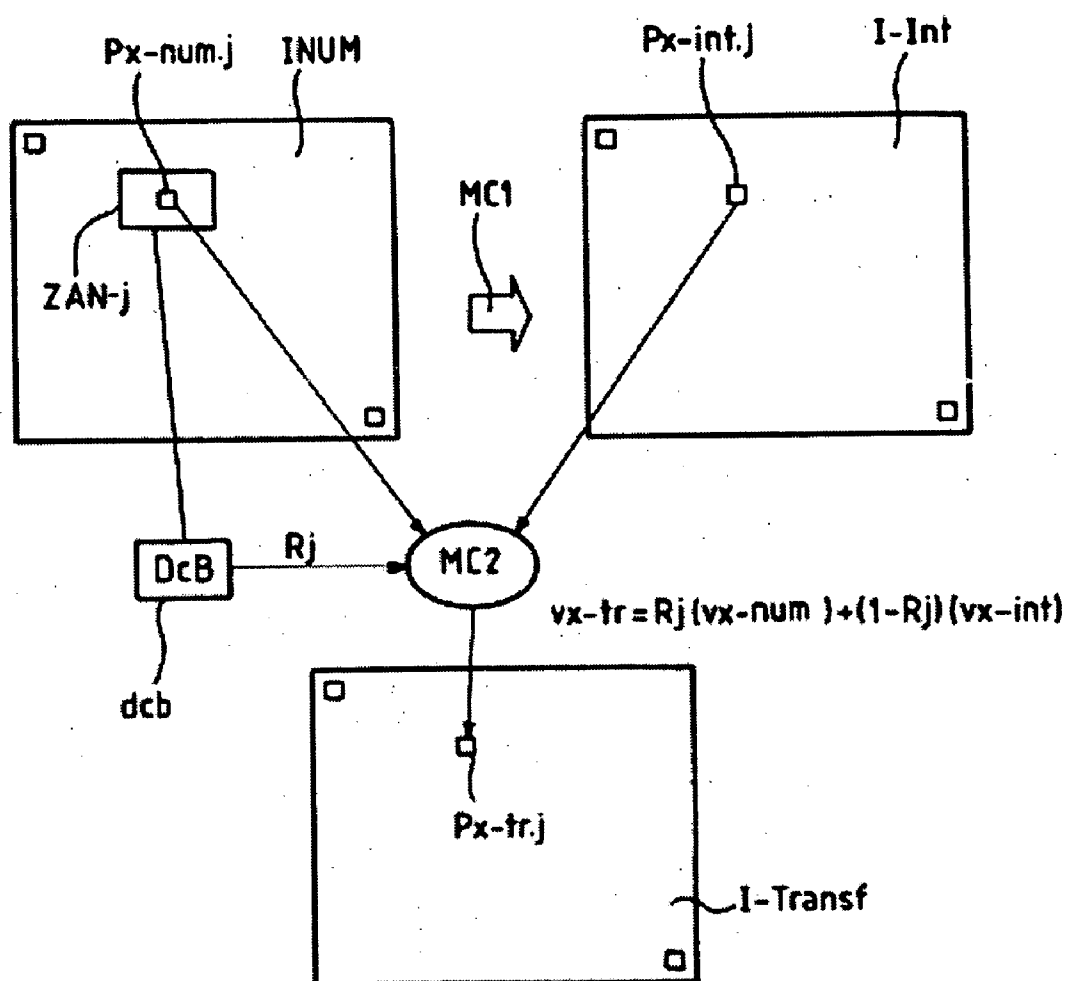 Px-num.j
INUM
Px-int.j
I-Int
MC1
ZAN-j
DcB
Rj
MC2
vx-tr=Rj(vx-num )+(1-Rj)(vx-int)
dcb
Px-tr.j
I-Transf